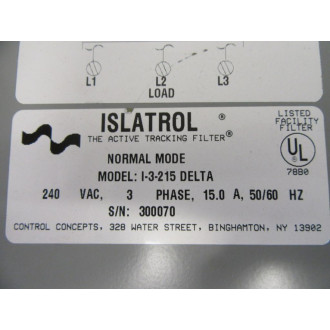 L1 L2 L3
LOAD
ISLATROL®
THE ACTIVE TRACKING FILTER®
LISTED
FACILITY
FILTER
UL®
78B0
NORMAL MODE
MODEL: I-3-215 DELTA
240 VAC, 3 PHASE, 15.0 A, 50/60 HZ
S/N: 300070
CONTROL CONCEPTS, 328 WATER STREET, BINGHAMTON, NY 13902